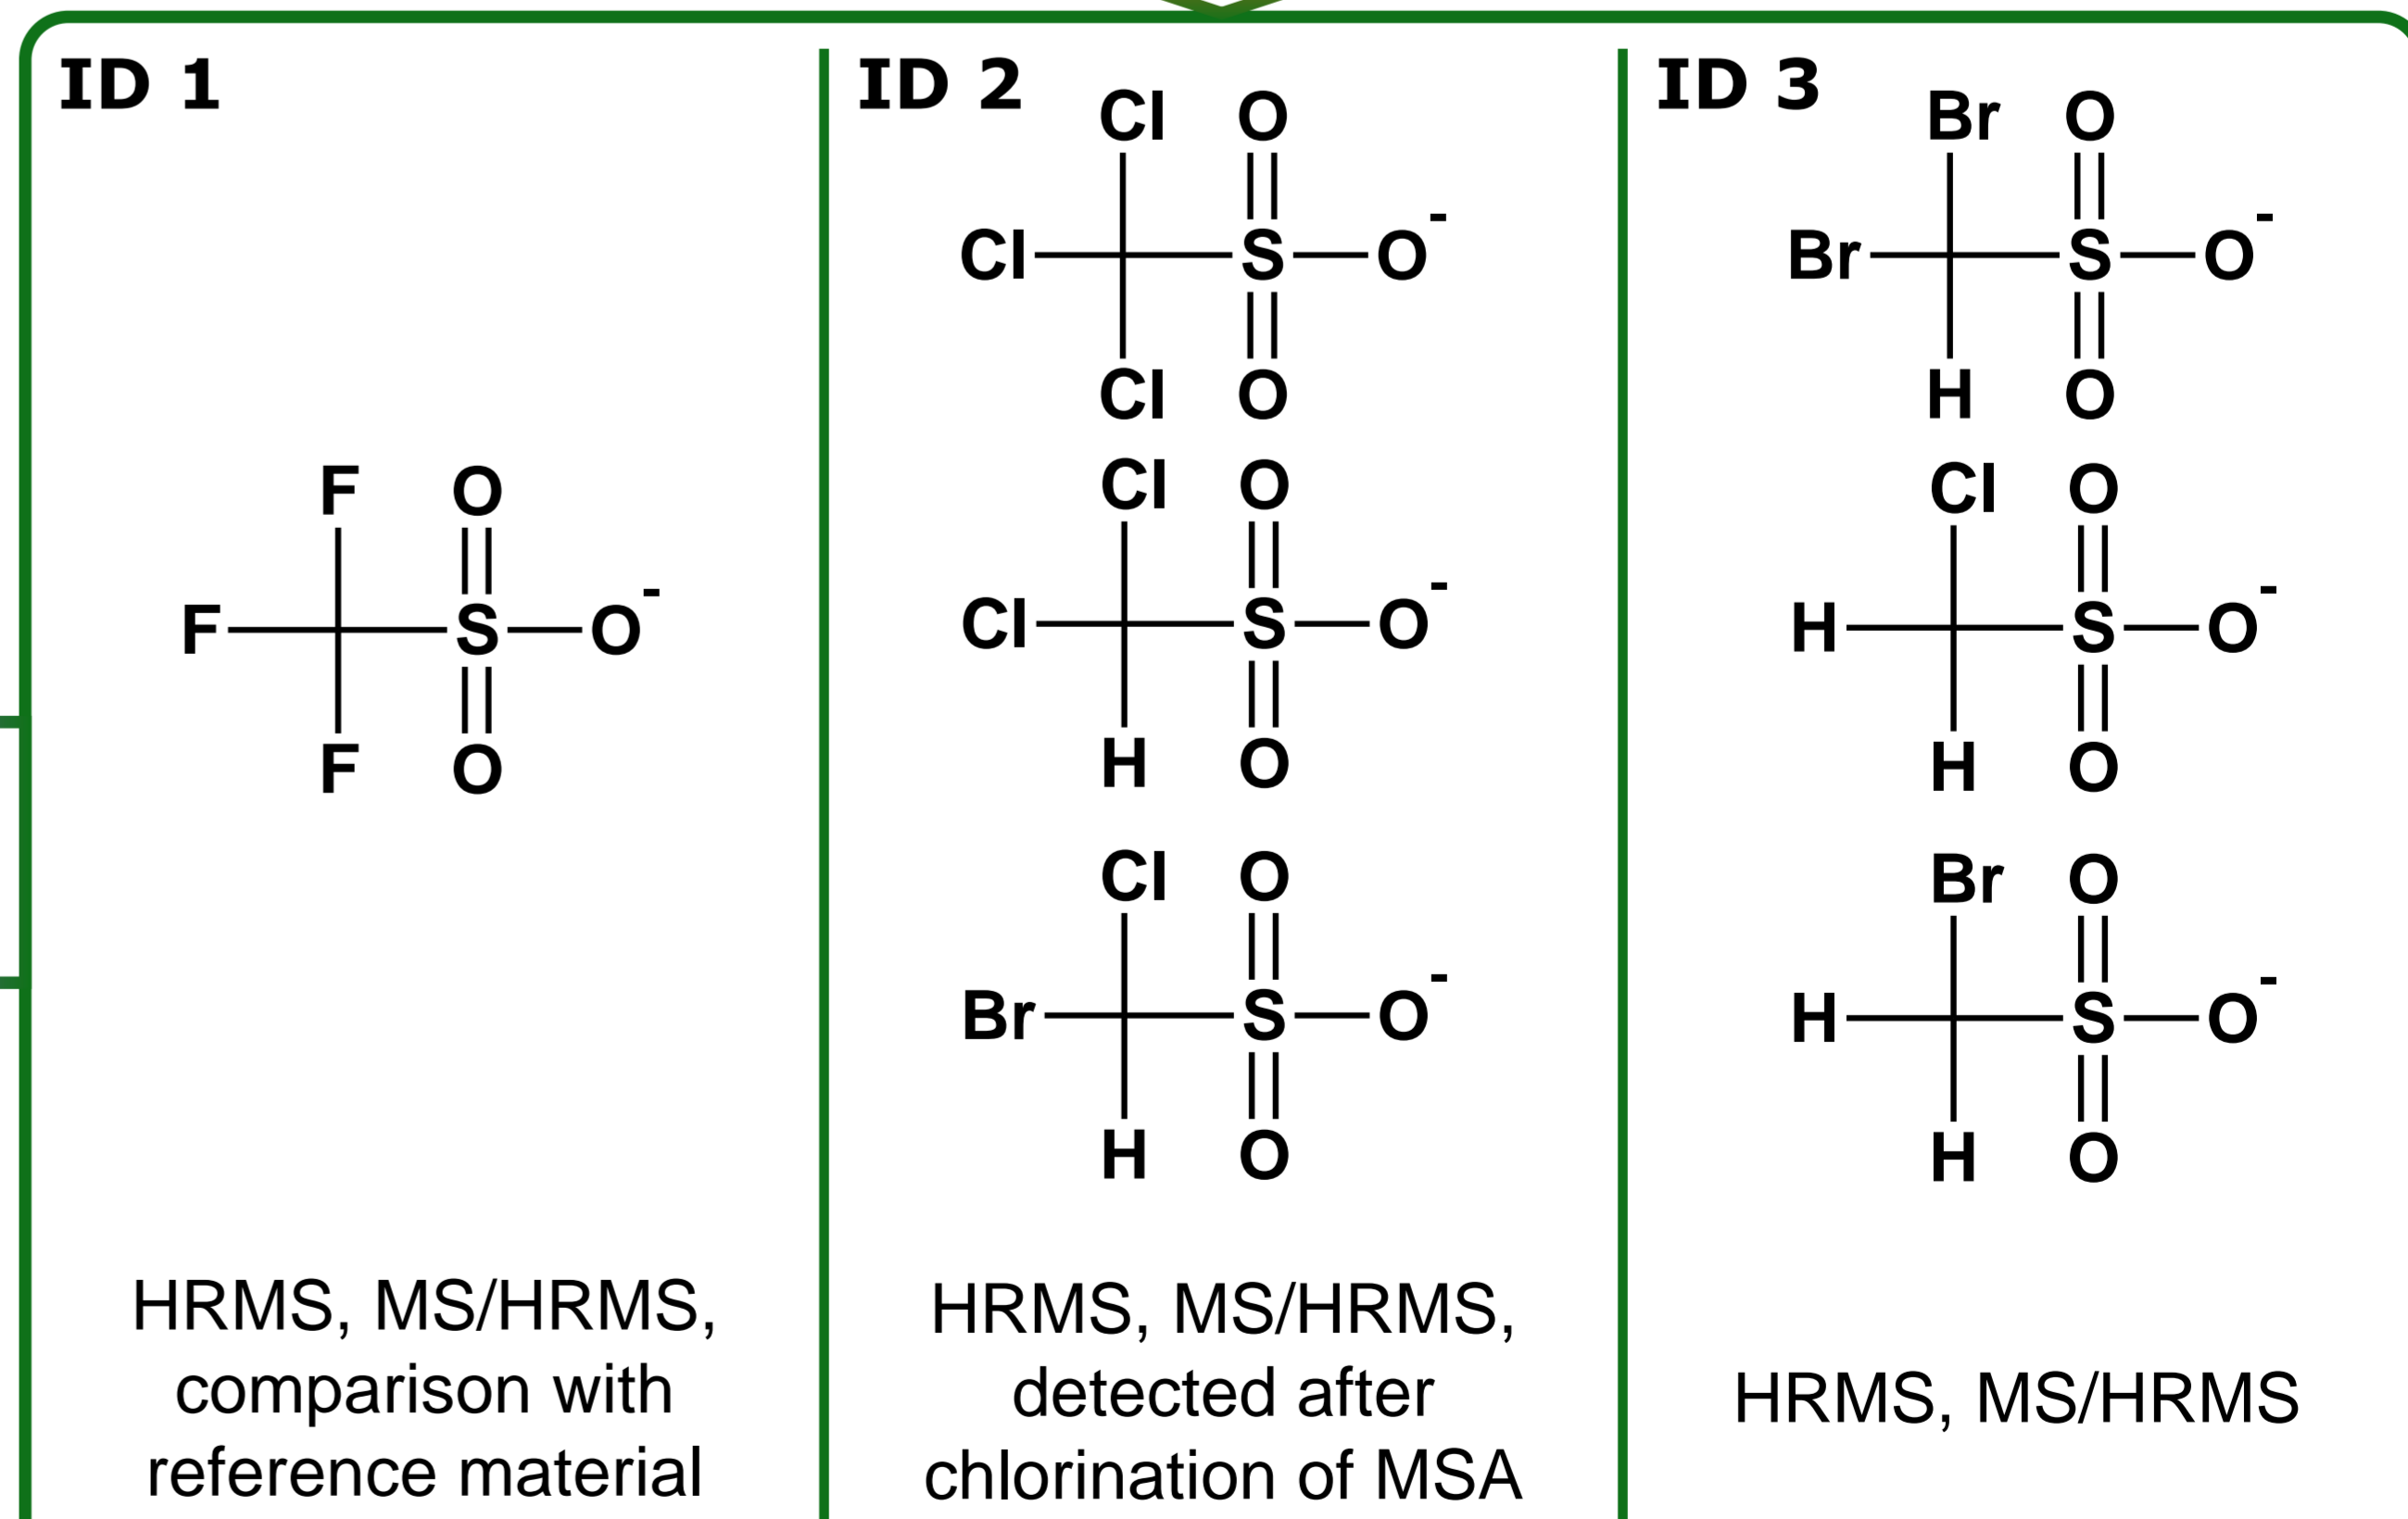 ID 1
F O
F S O-
F O
HRMS, MS/HRMS,
comparison with
reference material
ID 2
Cl O
Cl S O-
Cl O
Cl O
Cl S O-
H O
Cl O
Br S O-
H O
HRMS, MS/HRMS,
detected after
chlorination of MSA
ID 3
Br O
Br S O-
H O
Cl O
H S O-
H O
Br O
H S O-
H O
HRMS, MS/HRMS